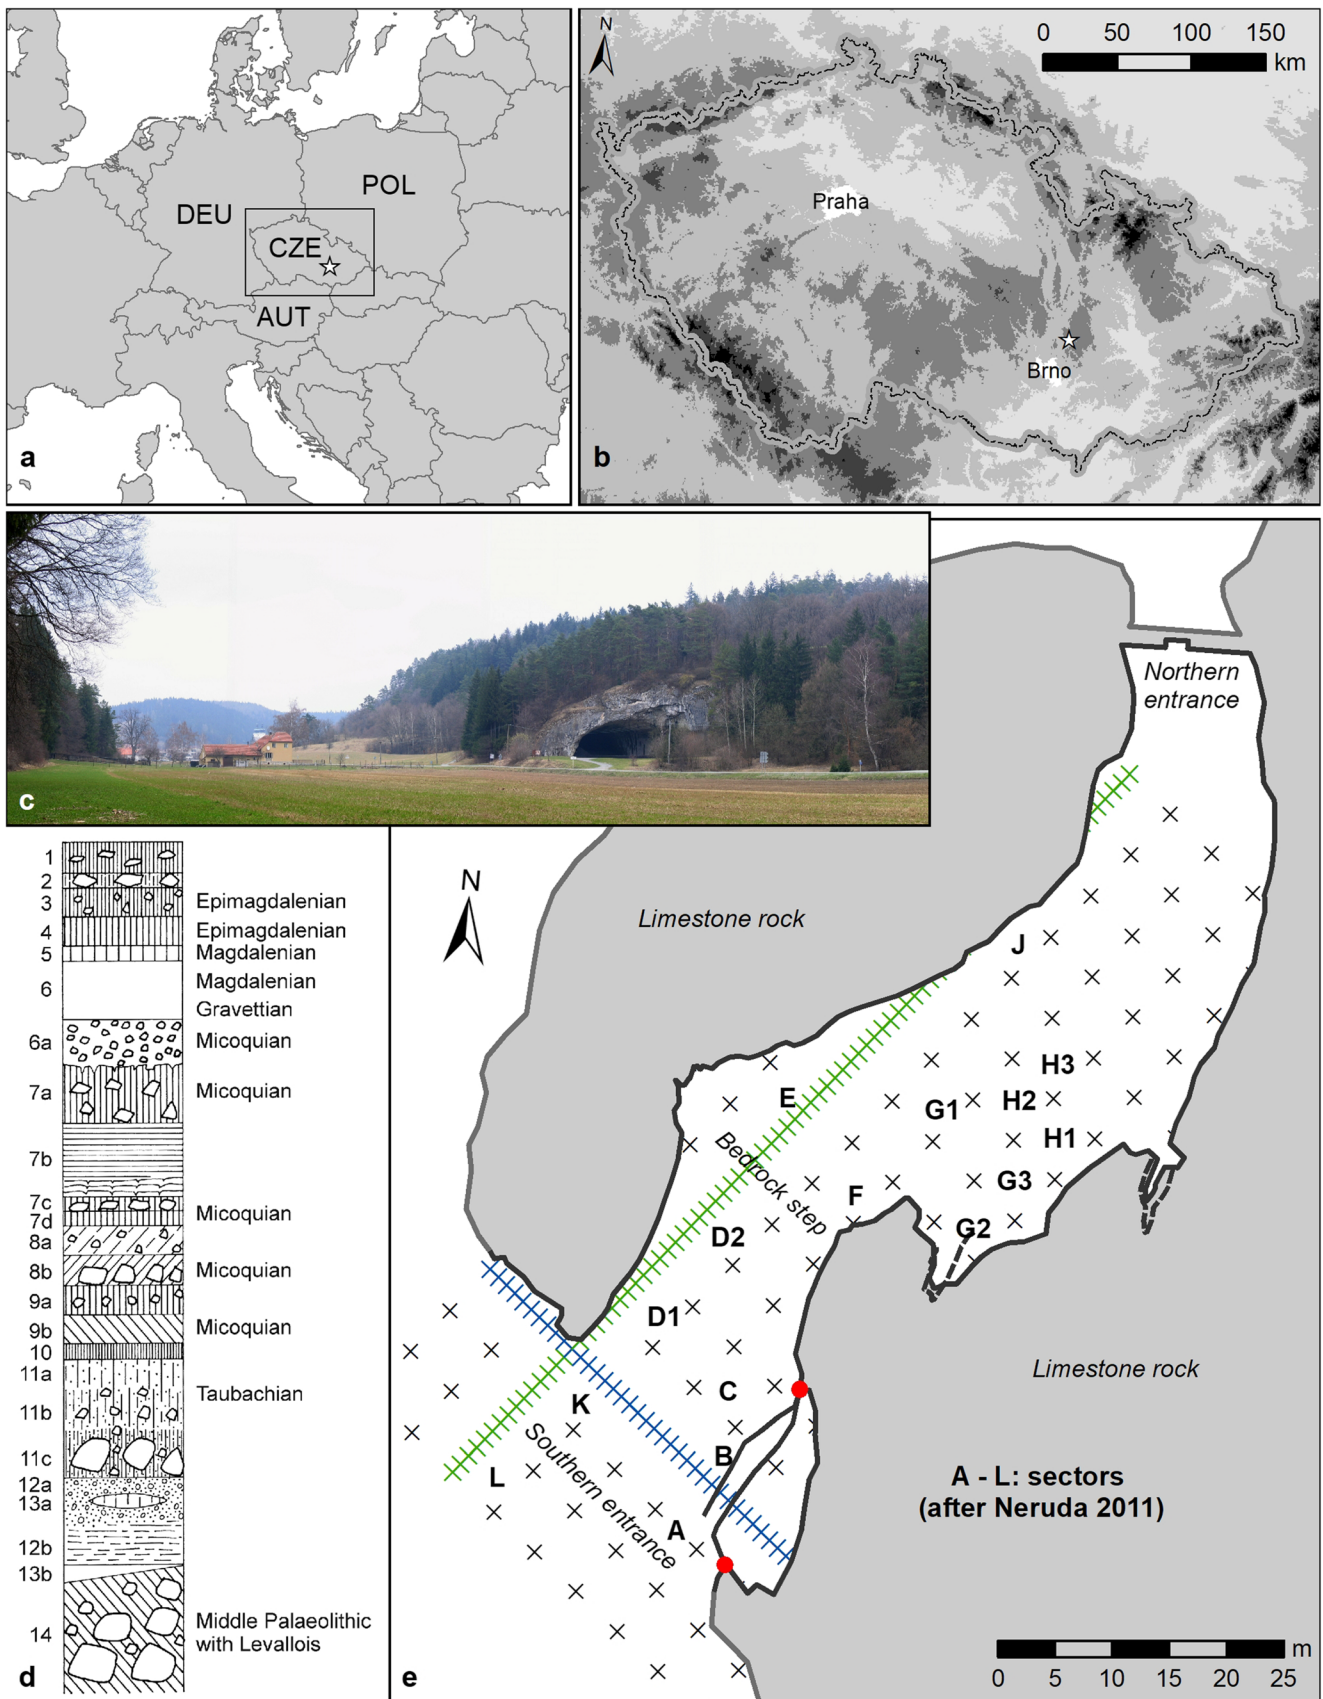 POL
DEU
CZE
AUT
a
N
0 50 100 150
km
Praha
Brno
b
c
1
2
3 Epimagdalenian
4 Epimagdalenian
5 Magdalenian
6 Magdalenian
Gravettian
6a Micoquian
7a Micoquian
7b
7c
7d Micoquian
8a
8b Micoquian
9a
9b Micoquian
10
11a
Taubachian
11b
11c
12a
13a
12b
13b
14 Middle Palaeolithic
with Levallois
d
Northern
entrance
N
Limestone rock
J
H3
E
G1 H2
H1
Bedrock step
G3
F
G2
D2
D1
Limestone rock
C
K
B
Southern entrance
L
A
A - L: sectors
(after Neruda 2011)
m
0 5 10 15 20 25
e